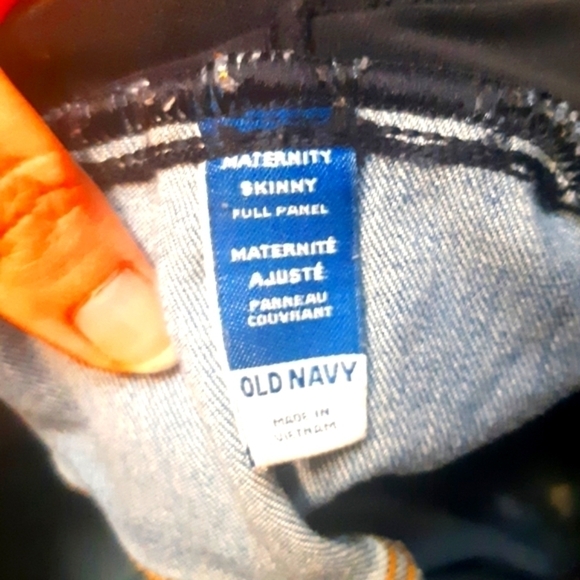 MATERNITY
SKINNY
FULL PANEL
MATERNITÉ
AJUSTÉ
PANNEAU
COUVRANT
OLD NAVY
MADE IN
VIETNAM